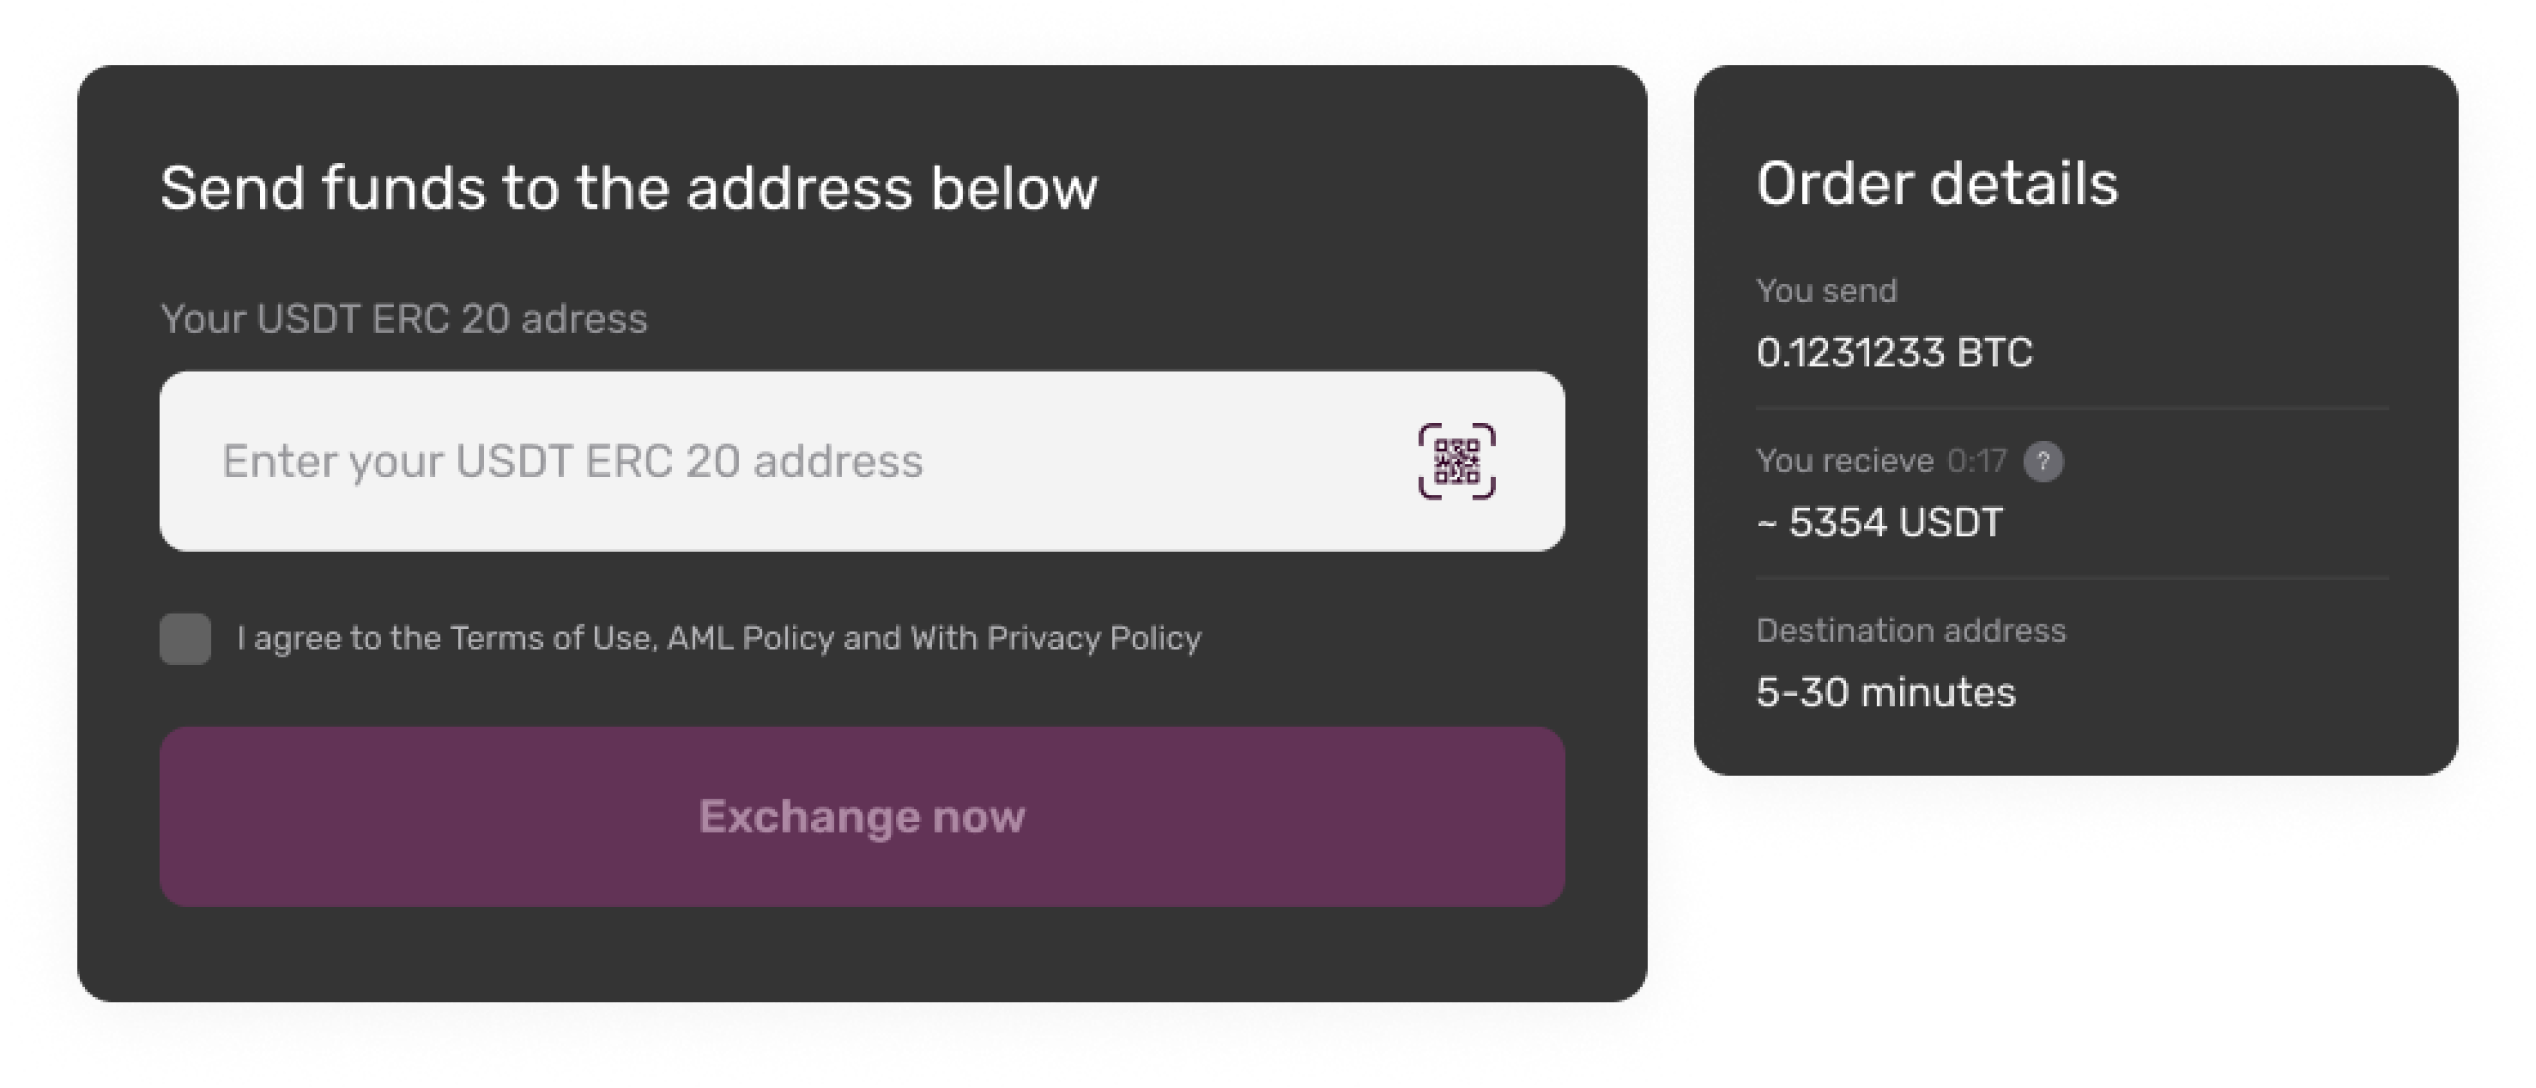 Send funds to the address below
Your USDT ERC 20 adress
Enter your USDT ERC 20 address
I agree to the Terms of Use, AML Policy and With Privacy Policy
Exchange now
Order details
You send
0.1231233 BTC
You recieve 0:17 ?
~ 5354 USDT
Destination address
5-30 minutes